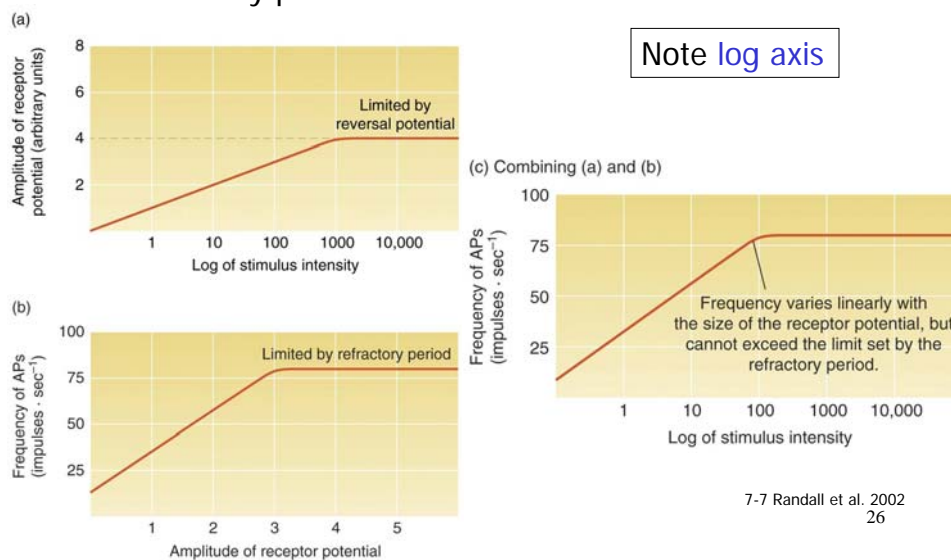 (a)
Amplitude of receptor
potential (arbitrary units)
8
6
4
2
Limited by
reversal potential
1 10 100 1000 10,000
Log of stimulus intensity
Note log axis
(b)
Frequency of APs
(impulses · sec⁻¹)
100
75
50
25
Limited by refractory period
1 2 3 4 5
Amplitude of receptor potential
(c) Combining (a) and (b)
Frequency of APs
(impulses · sec⁻¹)
100
75
50
25
Frequency varies linearly with
the size of the receptor potential, but
cannot exceed the limit set by the
refractory period.
1 10 100 1000 10,000
Log of stimulus intensity
7-7 Randall et al. 2002
26